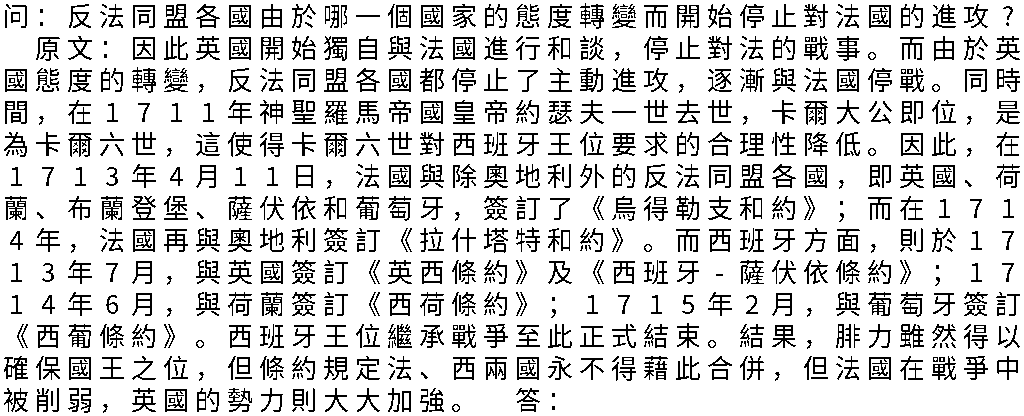 问：反法同盟各國由於哪一個國家的態度轉變而開始停止對法國的進攻？
原文：因此英國開始獨自與法國進行和談，停止對法的戰事。而由於英
國態度的轉變，反法同盟各國都停止了主動進攻，逐漸與法國停戰。同時
間，在１７１１年神聖羅馬帝國皇帝約瑟夫一世去世，卡爾大公即位，是
為卡爾六世，這使得卡爾六世對西班牙王位要求的合理性降低。因此，在
１７１３年４月１１日，法國與除奧地利外的反法同盟各國，即英國、荷
蘭、布蘭登堡、薩伏依和葡萄牙，簽訂了《烏得勒支和約》；而在１７１
４年，法國再與奧地利簽訂《拉什塔特和約》。而西班牙方面，則於１７
１３年７月，與英國簽訂《英西條約》及《西班牙-薩伏依條約》；１７
１４年６月，與荷蘭簽訂《西荷條約》；１７１５年２月，與葡萄牙簽訂
《西葡條約》。西班牙王位繼承戰爭至此正式結束。結果，腓力雖然得以
確保國王之位，但條約規定法、西兩國永不得藉此合併，但法國在戰爭中
被削弱，英國的勢力則大大加強。　答：